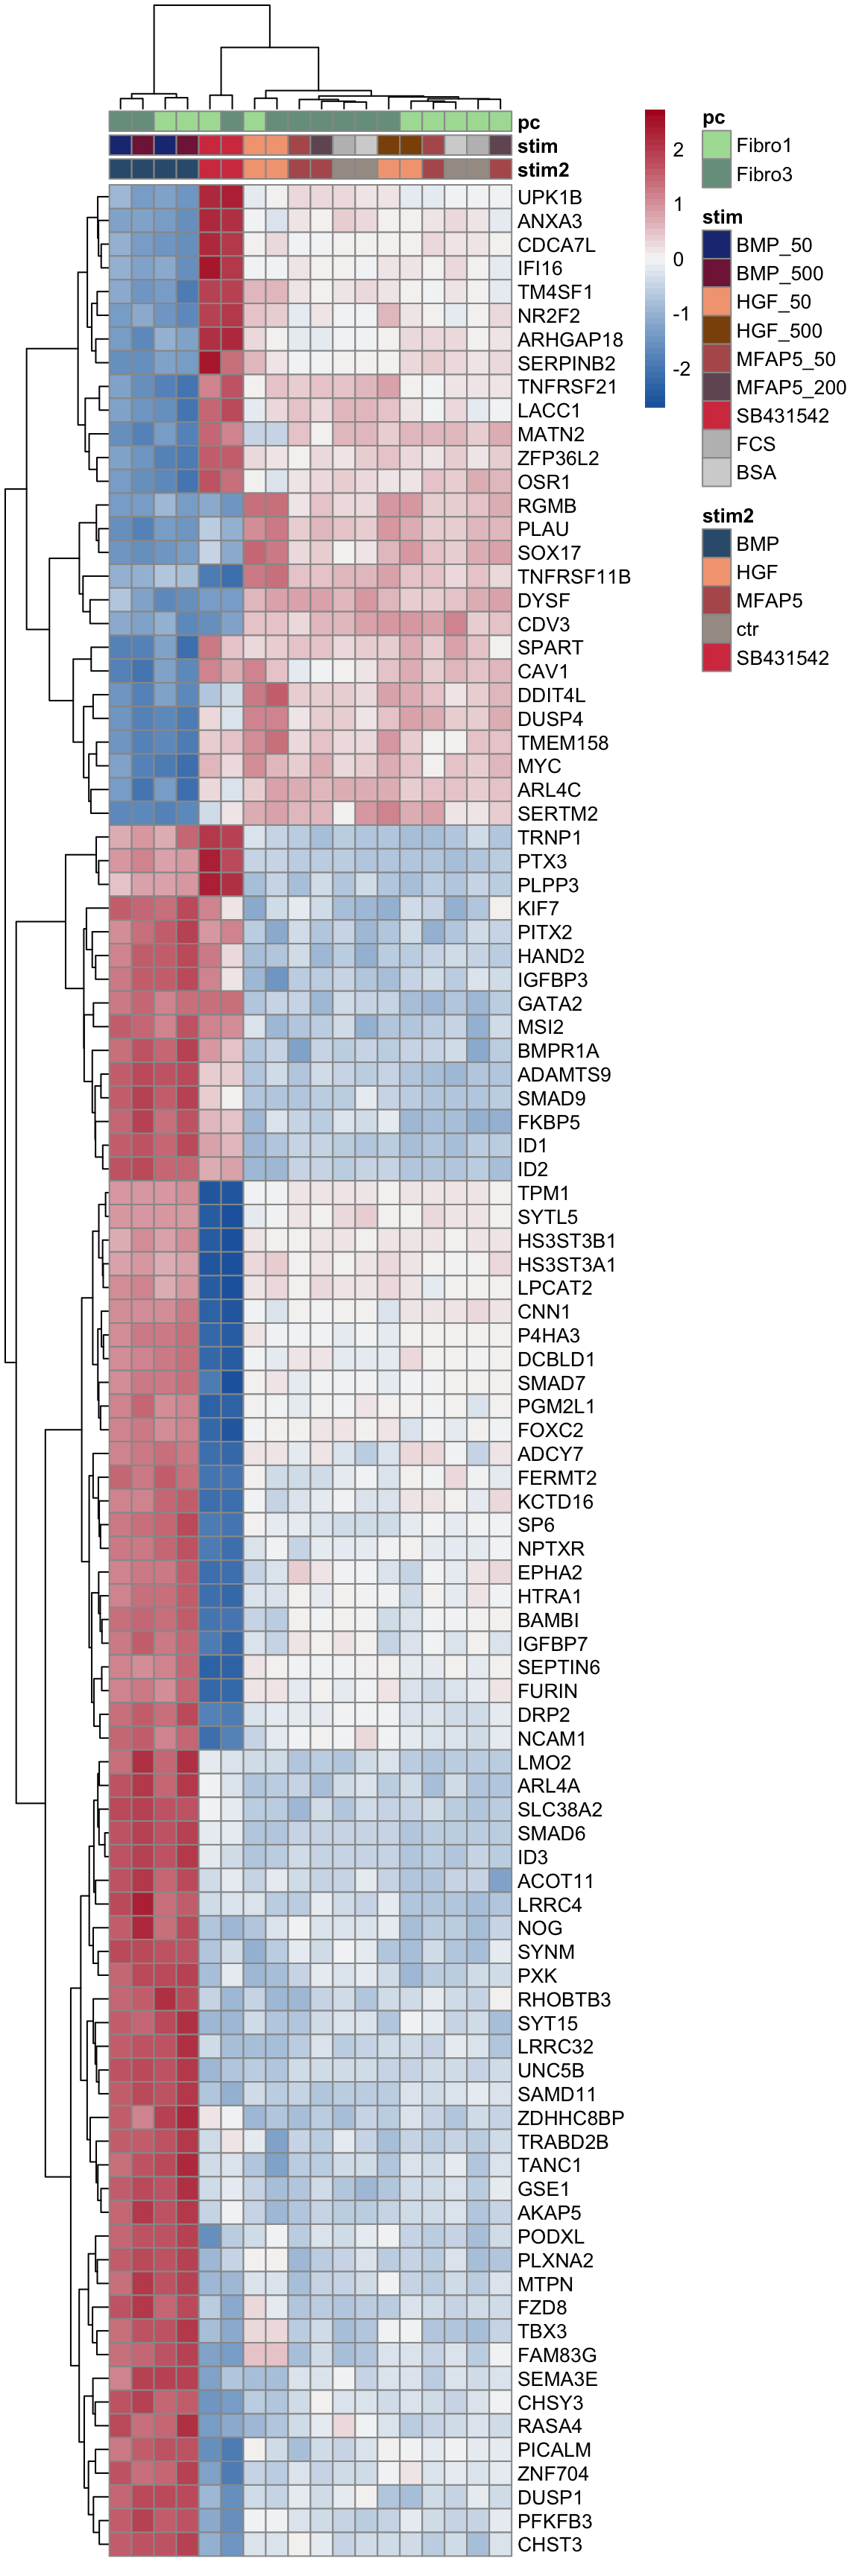 pc
stim
stim2
UPK1B
ANXA3
CDCA7L
IFI16
TM4SF1
NR2F2
ARHGAP18
SERPINB2
TNFRSF21
LACC1
MATN2
ZFP36L2
OSR1
RGMB
PLAU
SOX17
TNFRSF11B
DYSF
CDV3
SPART
CAV1
DDIT4L
DUSP4
TMEM158
MYC
ARL4C
SERTM2
TRNP1
PTX3
PLPP3
KIF7
PITX2
HAND2
IGFBP3
GATA2
MSI2
BMPR1A
ADAMTS9
SMAD9
FKBP5
ID1
ID2
TPM1
SYTL5
HS3ST3B1
HS3ST3A1
LPCAT2
CNN1
P4HA3
DCBLD1
SMAD7
PGM2L1
FOXC2
ADCY7
FERMT2
KCTD16
SP6
NPTXR
EPHA2
HTRA1
BAMBI
IGFBP7
SEPTIN6
FURIN
DRP2
NCAM1
LMO2
ARL4A
SLC38A2
SMAD6
ID3
ACOT11
LRRC4
NOG
SYNM
PXK
RHOBTB3
SYT15
LRRC32
UNC5B
SAMD11
ZDHHC8BP
TRABD2B
TANC1
GSE1
AKAP5
PODXL
PLXNA2
MTPN
FZD8
TBX3
FAM83G
SEMA3E
CHSY3
RASA4
PICALM
ZNF704
DUSP1
PFKFB3
CHST3
2
1
0
-1
-2
pc
Fibro1
Fibro3
stim
BMP_50
BMP_500
HGF_50
HGF_500
MFAP5_50
MFAP5_200
SB431542
FCS
BSA
stim2
BMP
HGF
MFAP5
ctr
SB431542